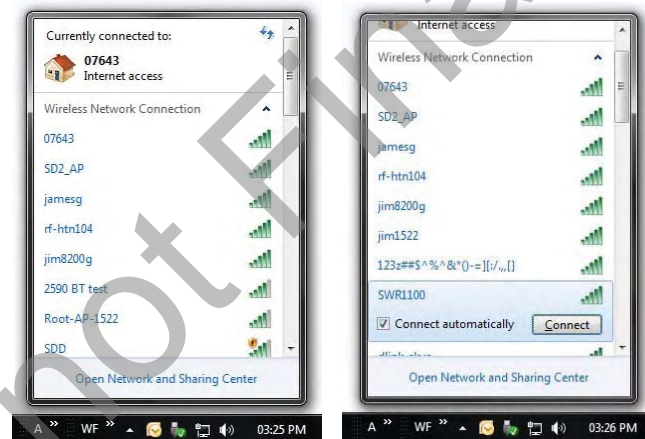 Currently connected to:
07643
Internet access
Wireless Network Connection
07643
SD2_AP
jamesg
rf-htn104
jim8200g
2590 BT test
Root-AP-1522
SDD
Open Network and Sharing Center
A » WF » 03:25 PM
Internet access
Wireless Network Connection
07643
SD2_AP
jamesg
rf-htn104
jim8200g
jim1522
123z##$^%^&*()-=][:/,,,[]
SWR1100
Connect automatically Connect
Open Network and Sharing Center
A » WF » 03:26 PM
not Fina